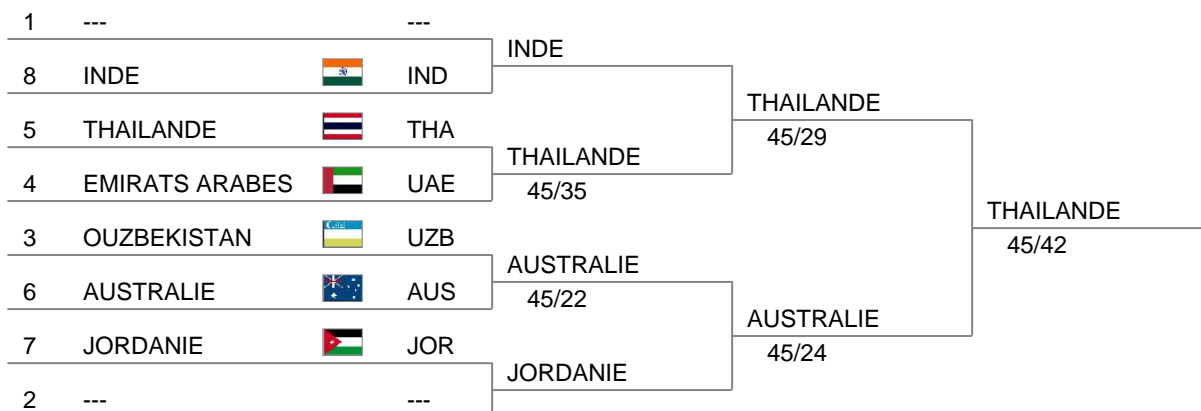 1 --- ---
INDE
8 INDE IND
THAILANDE
45/29
5 THAILANDE THA
THAILANDE
45/35
4 EMIRATS ARABES UAE
THAILANDE
45/42
3 OUZBEKISTAN UZB
AUSTRALIE
45/22
6 AUSTRALIE AUS
AUSTRALIE
45/24
7 JORDANIE JOR
JORDANIE
2 --- ---